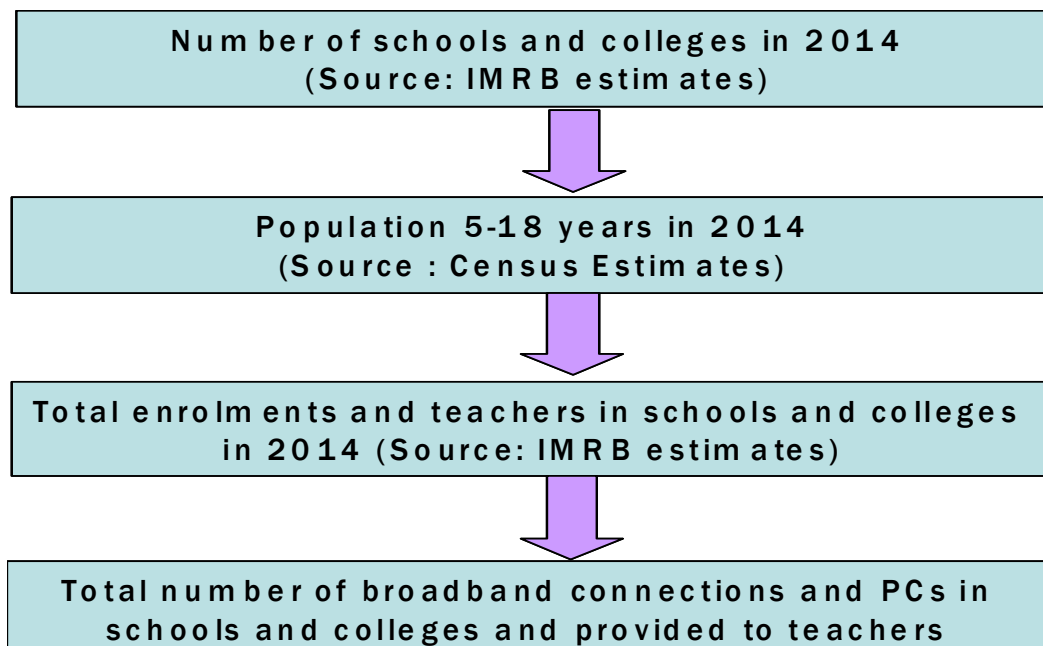 Number of schools and colleges in 2014
(Source: IMRB estimates)
Population 5-18 years in 2014
(Source : Census Estimates)
Total enrolments and teachers in schools and colleges
in 2014 (Source: IMRB estimates)
Total number of broadband connections and PCs in
schools and colleges and provided to teachers